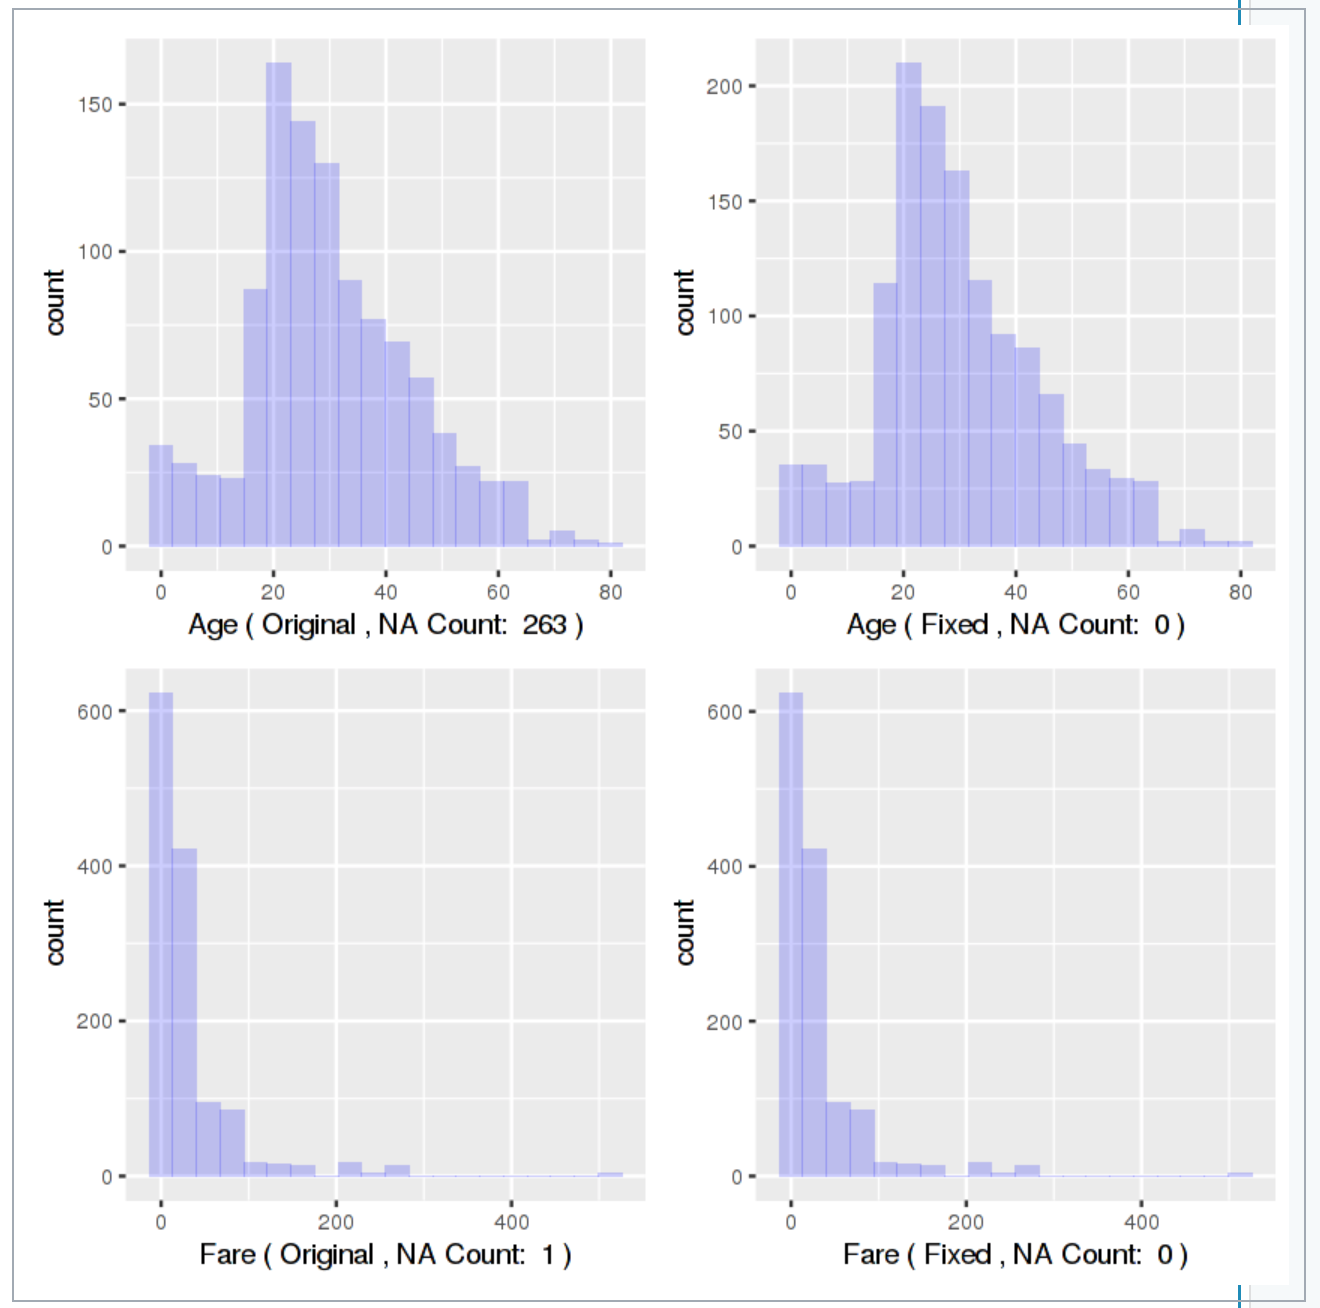 150
100
50
0
count
0 20 40 60 80
Age ( Original , NA Count: 263 )
200
150
100
50
0
count
0 20 40 60 80
Age ( Fixed , NA Count: 0 )
600
400
200
0
count
0 200 400
Fare ( Original , NA Count: 1 )
600
400
200
0
count
0 200 400
Fare ( Fixed , NA Count: 0 )